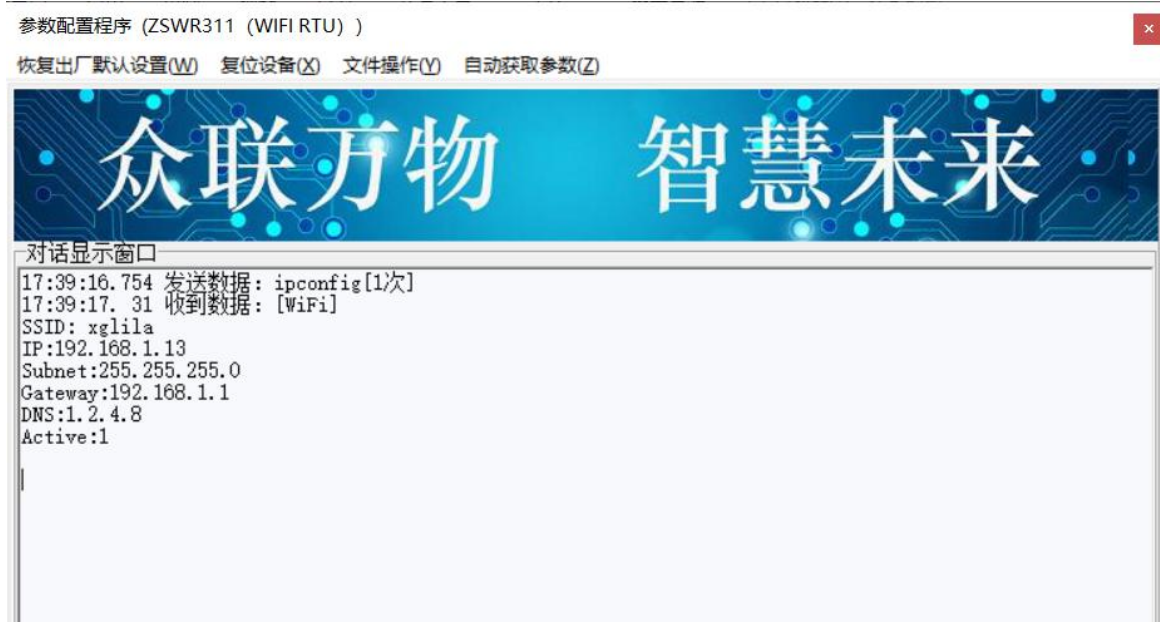 参数配置程序 (ZSWR311（WIFI RTU）)
恢复出厂默认设置(W) 复位设备(X) 文件操作(Y) 自动获取参数(Z)
众联万物 智慧未来
对话显示窗口
17:39:16.754 发送数据: ipconfig[1次]
17:39:17. 31 收到数据: [WiFi]
SSID: xglila
IP:192.168.1.13
Subnet:255.255.255.0
Gateway:192.168.1.1
DNS:1.2.4.8
Active:1